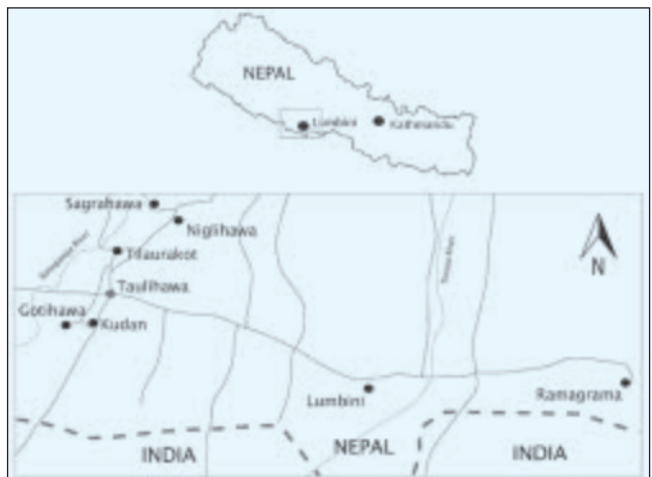 NEPAL
Lumbini
Kathmandu
Sagrahawa
Niglihawa
Tilaurakot
Taulihawa
Gotihawa
Kudan
N
Lumbini
Ramagrama
INDIA
NEPAL
INDIA